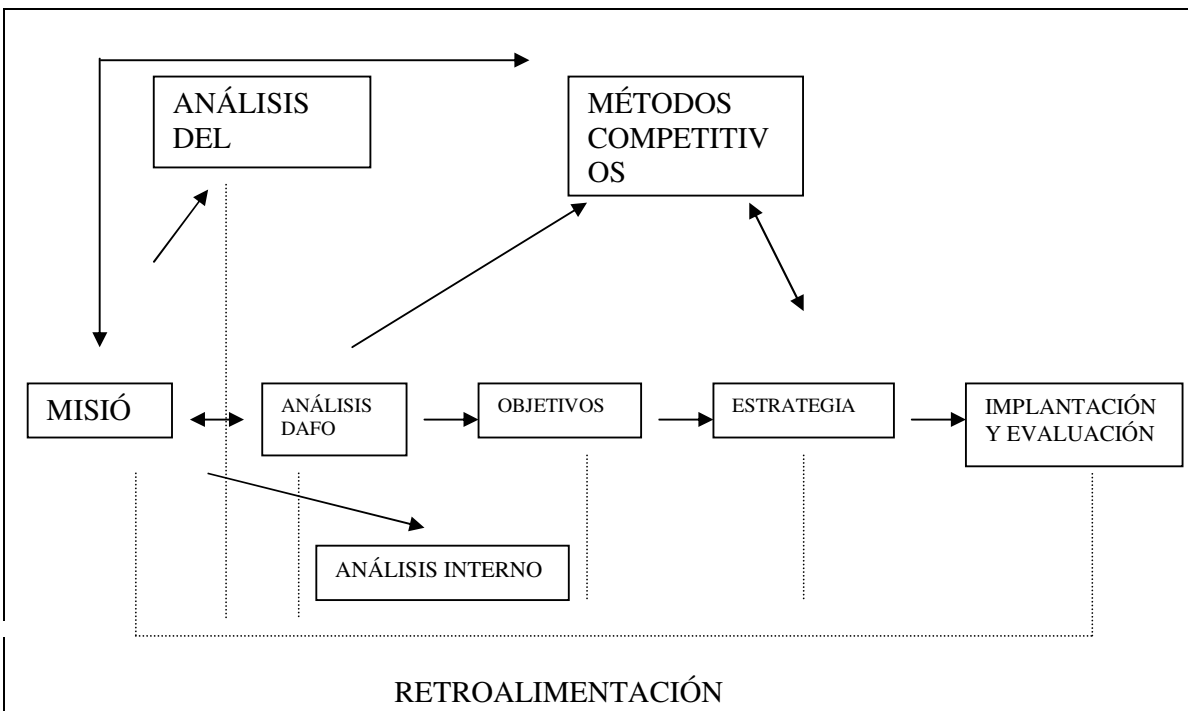 ANÁLISIS
DEL
MÉTODOS
COMPETITIV
OS
MISIÓ
ANÁLISIS
DAFO
OBJETIVOS
ESTRATEGIA
IMPLANTACIÓN
Y EVALUACIÓN
ANÁLISIS INTERNO
RETROALIMENTACIÓN